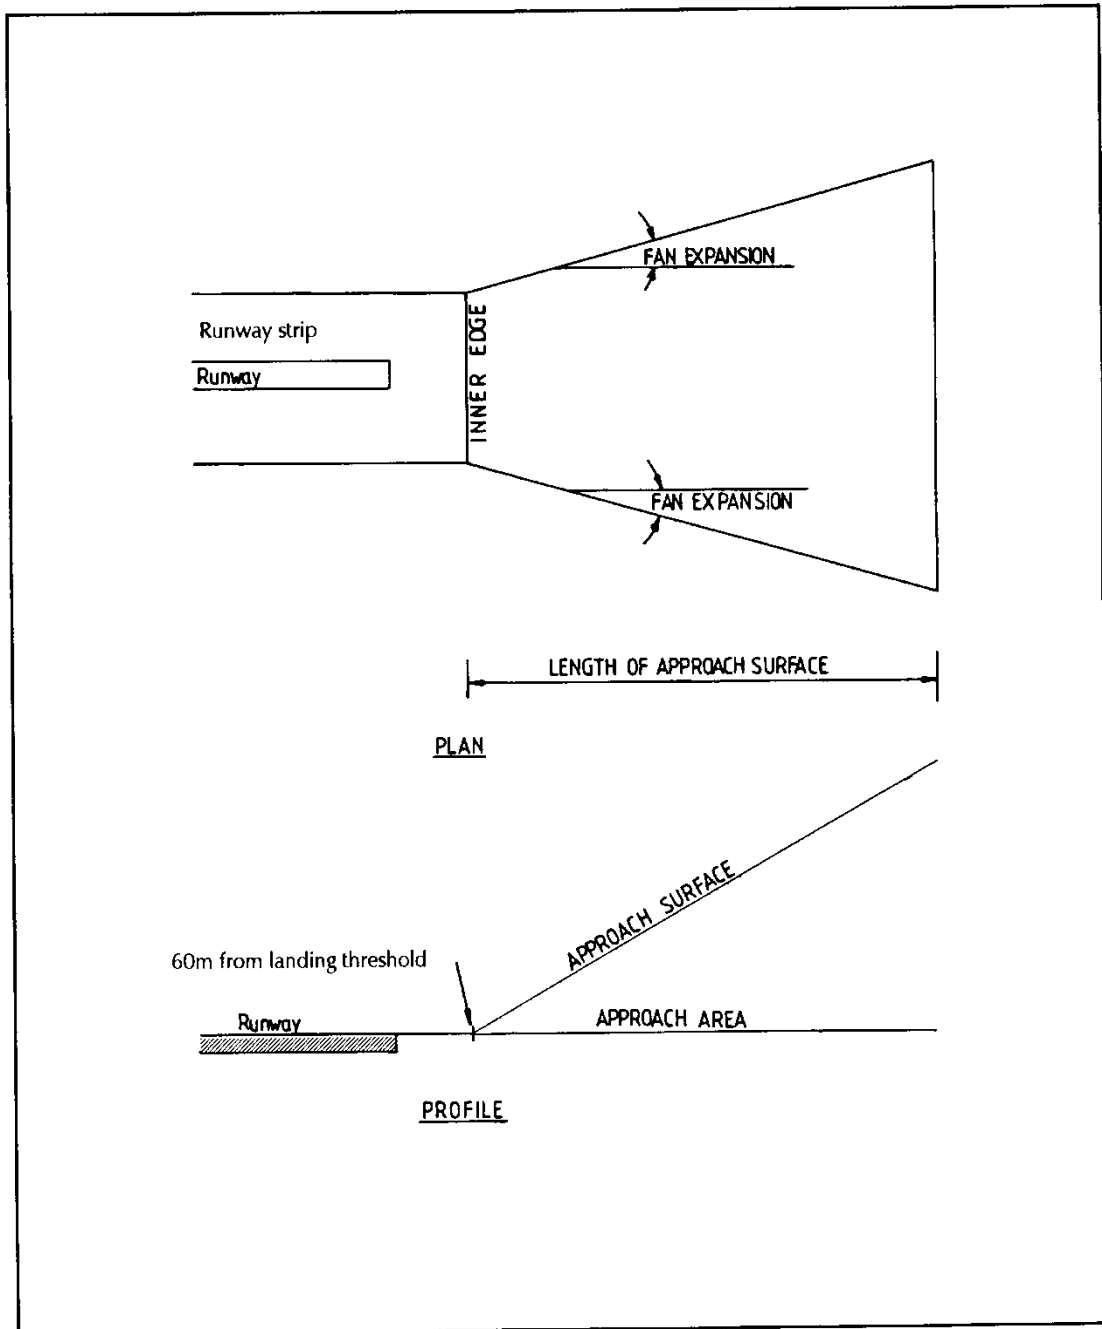 FAN EXPANSION
Runway strip
INNER EDGE
Runway
FAN EXPANSION
LENGTH OF APPROACH SURFACE
PLAN
APPROACH SURFACE
60m from landing threshold
Runway
APPROACH AREA
PROFILE